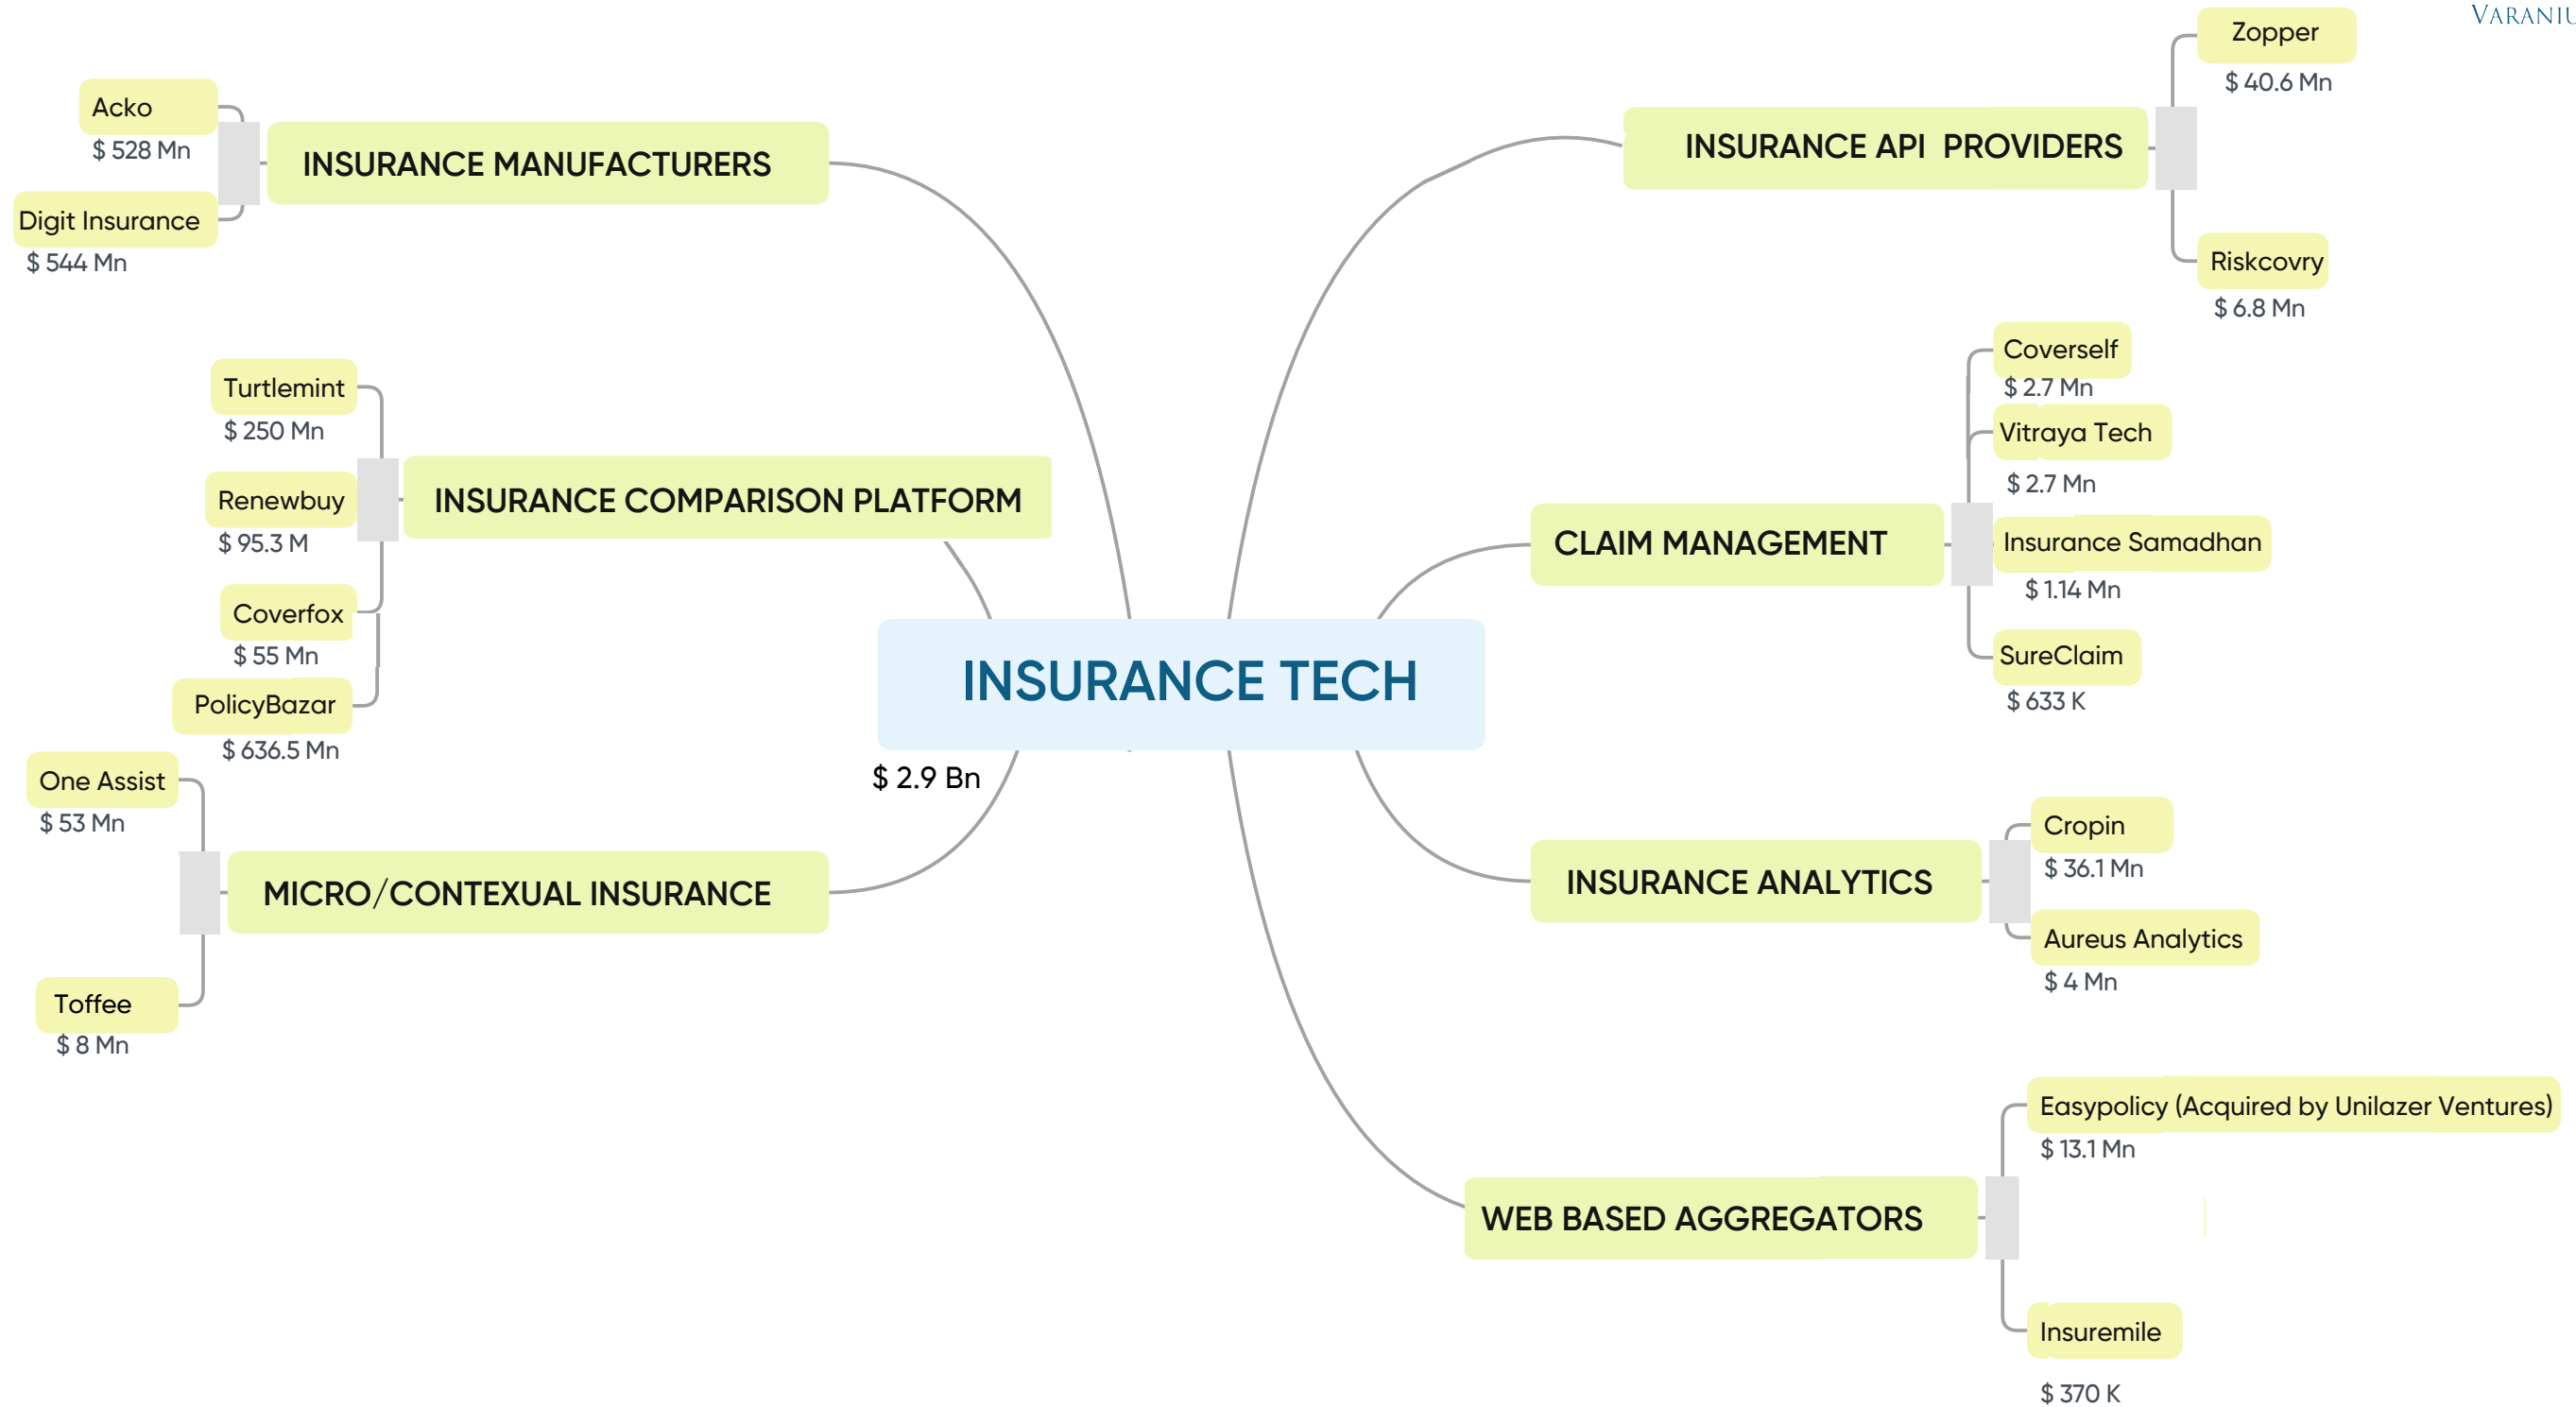 VARANIU
Acko
$ 528 Mn
Digit Insurance
$ 544 Mn
INSURANCE MANUFACTURERS
Turtlemint
$ 250 Mn
Renewbuy
$ 95.3 M
Coverfox
$ 55 Mn
PolicyBazar
$ 636.5 Mn
INSURANCE COMPARISON PLATFORM
One Assist
$ 53 Mn
Toffee
$ 8 Mn
MICRO/CONTEXUAL INSURANCE
INSURANCE TECH
$ 2.9 Bn
INSURANCE API PROVIDERS
Zopper
$ 40.6 Mn
Riskcovry
$ 6.8 Mn
CLAIM MANAGEMENT
Coverself
$ 2.7 Mn
Vitraya Tech
$ 2.7 Mn
Insurance Samadhan
$ 1.14 Mn
SureClaim
$ 633 K
INSURANCE ANALYTICS
Cropin
$ 36.1 Mn
Aureus Analytics
$ 4 Mn
WEB BASED AGGREGATORS
Easypolicy (Acquired by Unilazer Ventures)
$ 13.1 Mn
Insuremile
$ 370 K